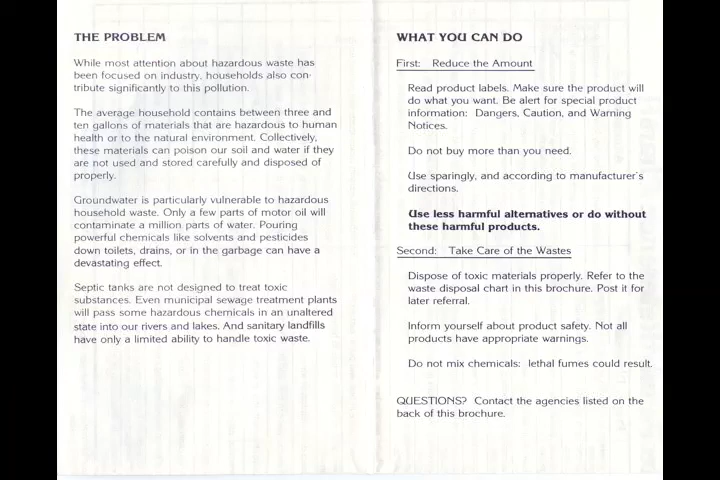 THE PROBLEM
While most attention about hazardous waste has
been focused on industry, households also con-
tribute significantly to this pollution.
The average household contains between three and
ten gallons of materials that are hazardous to human
health or to the natural environment. Collectively,
these materials can poison our soil and water if they
are not used and stored carefully and disposed of
properly.
Groundwater is particularly vulnerable to hazardous
household waste. Only a few parts of motor oil will
contaminate a million parts of water. Pouring
powerful chemicals like solvents and pesticides
down toilets, drains, or in the garbage can have a
devastating effect.
Septic tanks are not designed to treat toxic
substances. Even municipal sewage treatment plants
will pass some hazardous chemicals in an unaltered
state into our rivers and lakes. And sanitary landfills
have only a limited ability to handle toxic waste.
WHAT YOU CAN DO
First: Reduce the Amount
Read product labels. Make sure the product will
do what you want. Be alert for special product
information: Dangers, Caution, and Warning
Notices.
Do not buy more than you need.
Use sparingly, and according to manufacturer's
directions.
Use less harmful alternatives or do without
these harmful products.
Second: Take Care of the Wastes
Dispose of toxic materials properly. Refer to the
waste disposal chart in this brochure. Post it for
later referral.
Inform yourself about product safety. Not all
products have appropriate warnings.
Do not mix chemicals: lethal fumes could result.
QUESTIONS? Contact the agencies listed on the
back of this brochure.